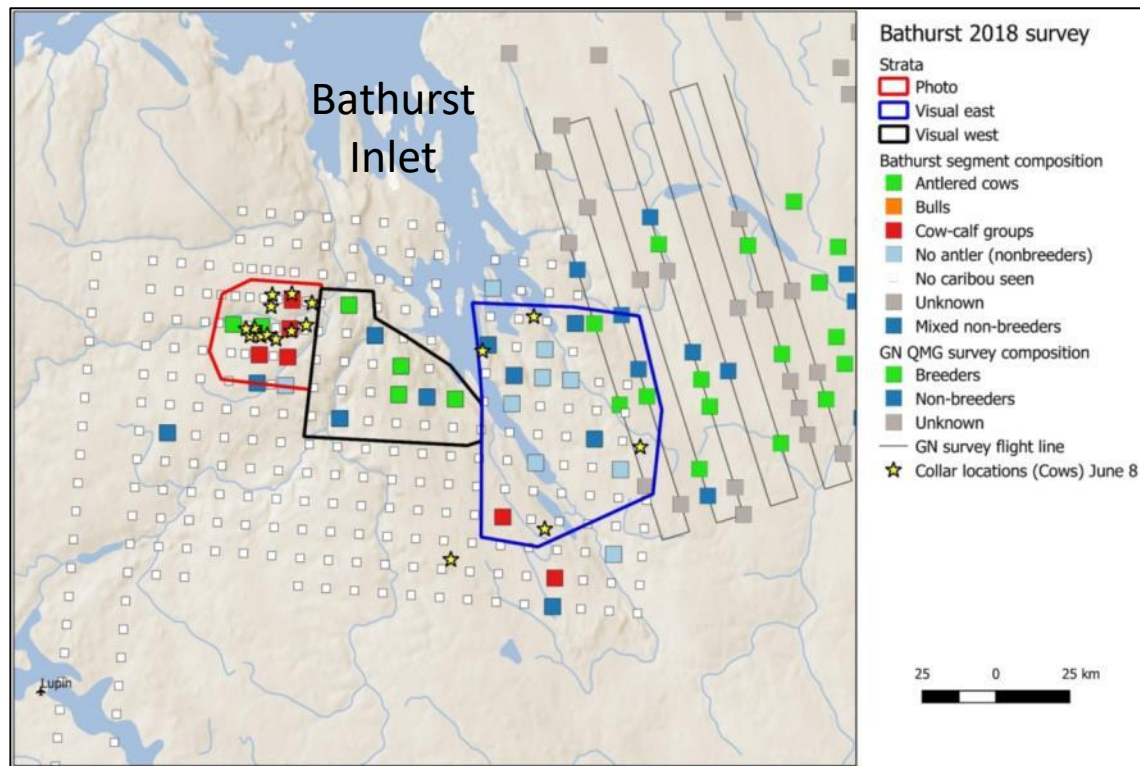 Bathurst
Inlet
Lupin
Bathurst 2018 survey
Strata
Photo
Visual east
Visual west
Bathurst segment composition
Antlered cows
Bulls
Cow-calf groups
No antler (nonbreeders)
No caribou seen
Unknown
Mixed non-breeders
GN QMG survey composition
Breeders
Non-breeders
Unknown
GN survey flight line
Collar locations (Cows) June 8
25 0 25 km